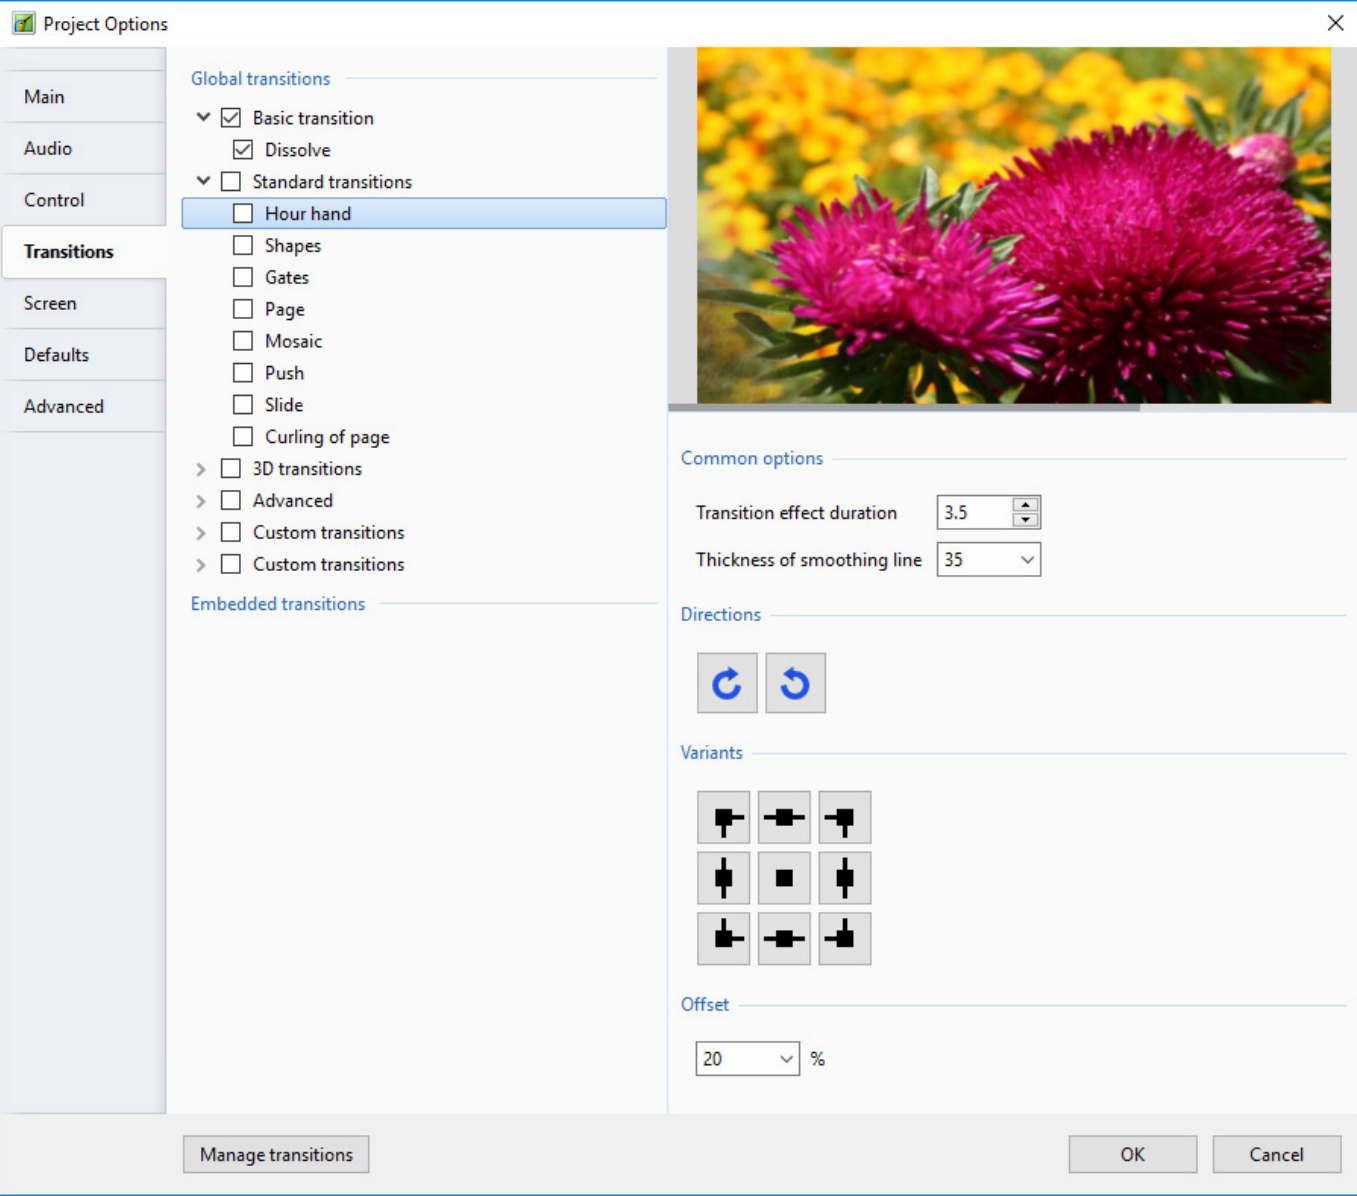 Project Options
Main
Audio
Control
Transitions
Screen
Defaults
Advanced
Global transitions
Basic transition
Dissolve
Standard transitions
Hour hand
Shapes
Gates
Page
Mosaic
Push
Slide
Curling of page
3D transitions
Advanced
Custom transitions
Custom transitions
Embedded transitions
Common options
Transition effect duration 3.5
Thickness of smoothing line 35
Directions
Variants
Offset
20 %
Manage transitions
OK
Cancel